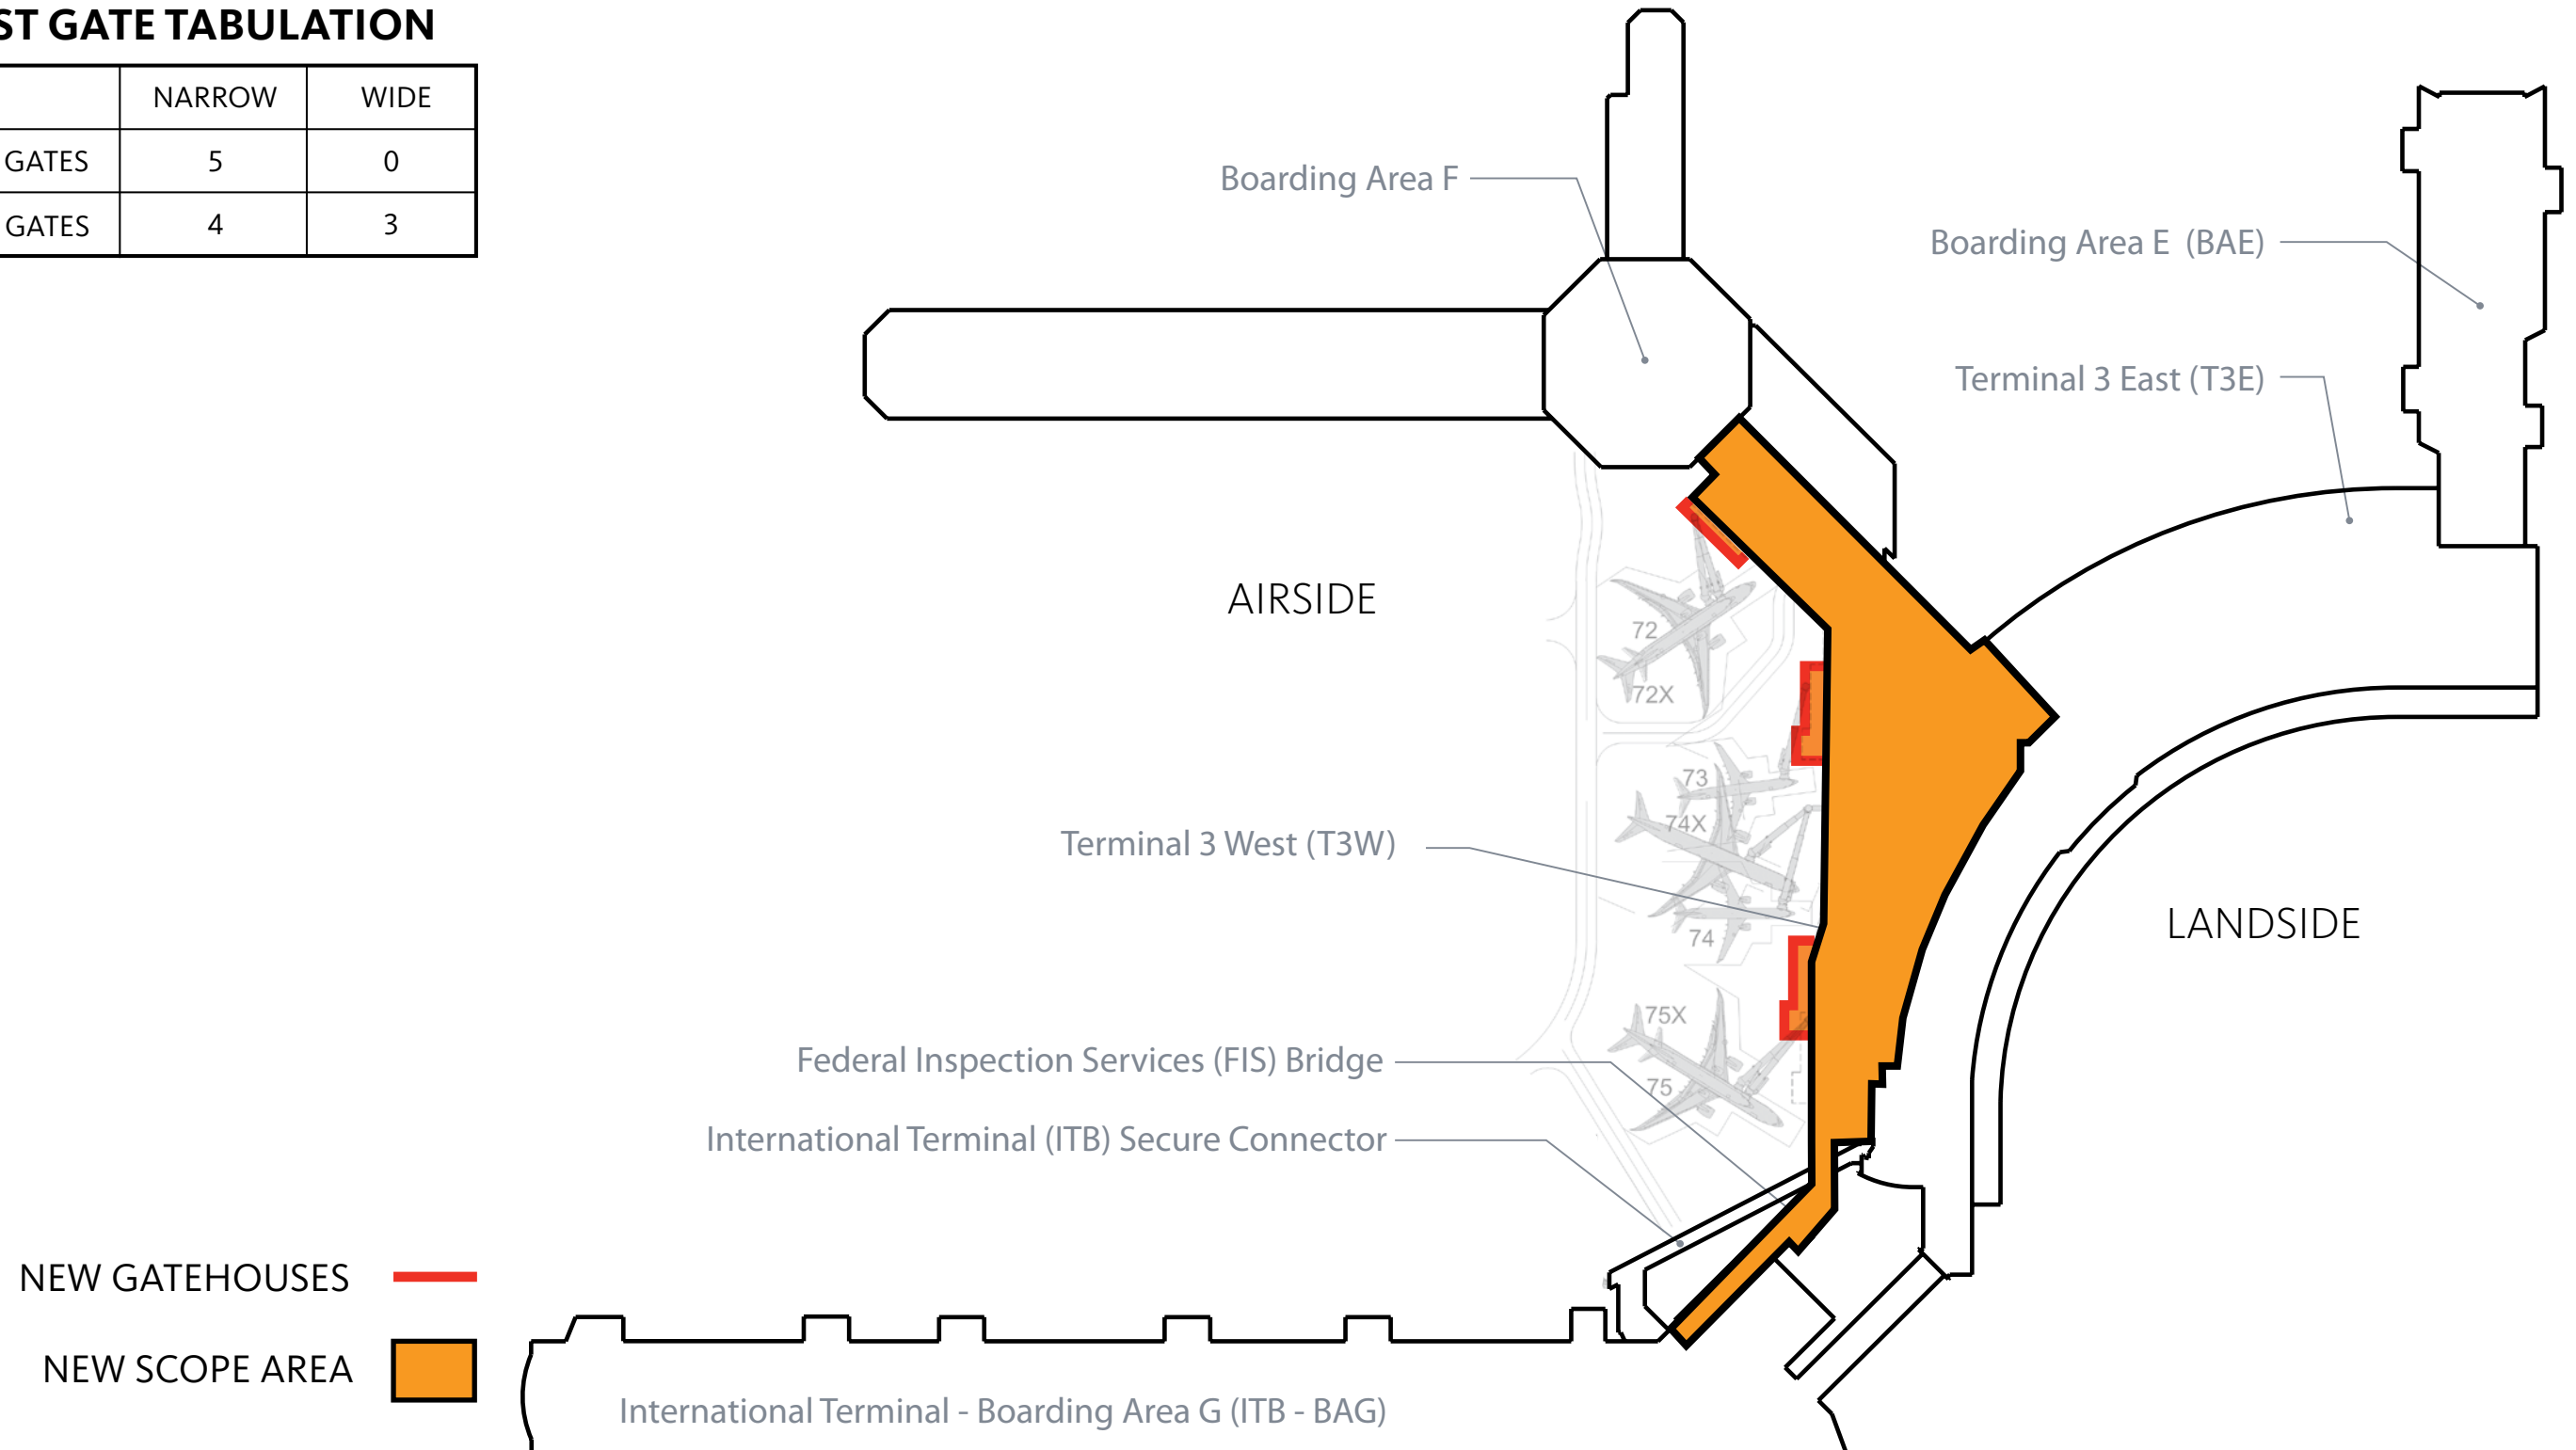 ST GATE TABULATION
NARROW WIDE
GATES 5 0
GATES 4 3
Boarding Area F
Boarding Area E (BAE)
Terminal 3 East (T3E)
AIRSIDE
72
72X
73
74X
Terminal 3 West (T3W)
LANDSIDE
74
75X
Federal Inspection Services (FIS) Bridge
75
International Terminal (ITB) Secure Connector
NEW GATEHOUSES
NEW SCOPE AREA
International Terminal - Boarding Area G (ITB - BAG)